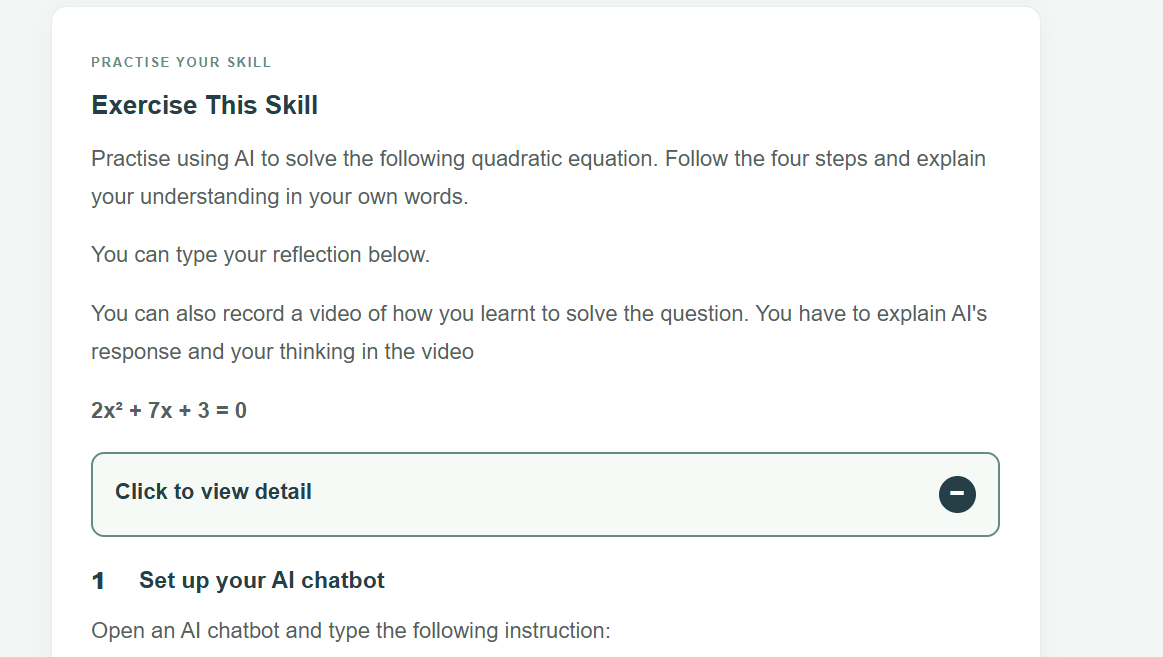 PRACTISE YOUR SKILL
Exercise This Skill
Practise using AI to solve the following quadratic equation. Follow the four steps and explain
your understanding in your own words.
You can type your reflection below.
You can also record a video of how you learnt to solve the question. You have to explain AI's
response and your thinking in the video
2x² + 7x + 3 = 0
Click to view detail
1 Set up your AI chatbot
Open an AI chatbot and type the following instruction: